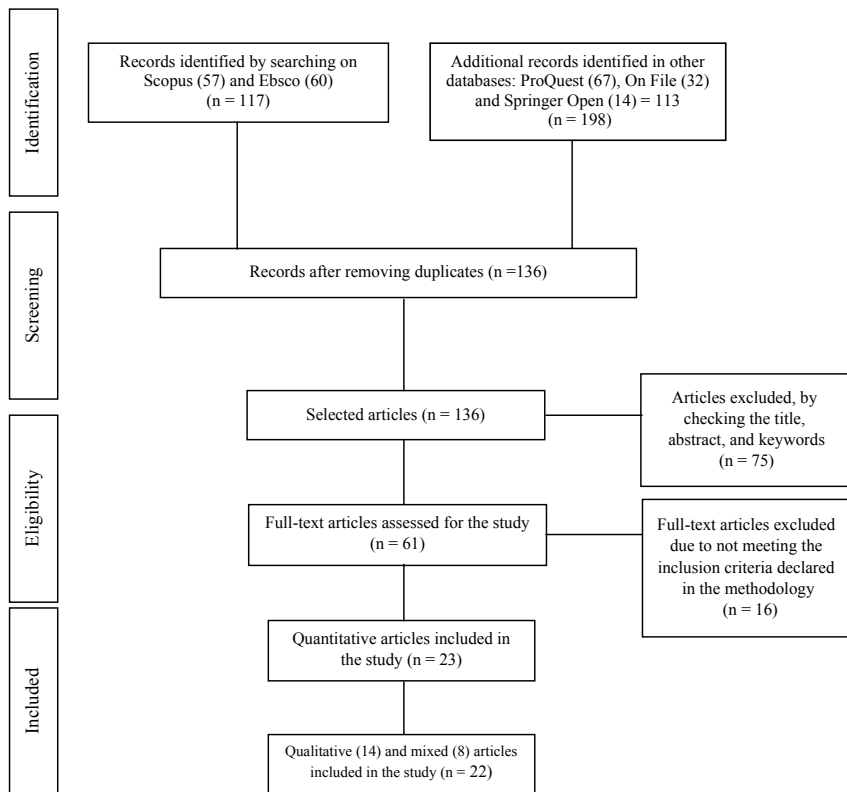 Identification
Records identified by searching on
Scopus (57) and Ebsco (60)
(n = 117)
Additional records identified in other
databases: ProQuest (67), On File (32)
and Springer Open (14) = 113
(n = 198)
Screening
Records after removing duplicates (n =136)
Selected articles (n = 136)
Articles excluded, by
checking the title,
abstract, and keywords
(n = 75)
Eligibility
Full-text articles assessed for the study
(n = 61)
Full-text articles excluded
due to not meeting the
inclusion criteria declared
in the methodology
(n = 16)
Included
Quantitative articles included in
the study (n = 23)
Qualitative (14) and mixed (8) articles
included in the study (n = 22)